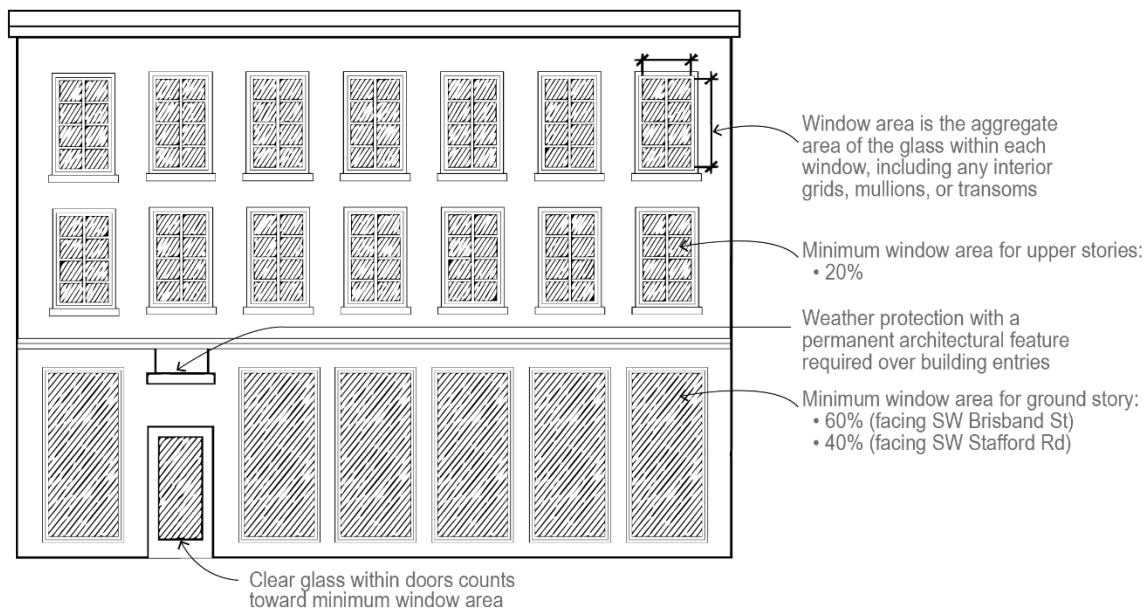 Window area is the aggregate
area of the glass within each
window, including any interior
grids, mullions, or transoms
Minimum window area for upper stories:
• 20%
Weather protection with a
permanent architectural feature
required over building entries
Minimum window area for ground story:
• 60% (facing SW Brisband St)
• 40% (facing SW Stafford Rd)
Clear glass within doors counts
toward minimum window area